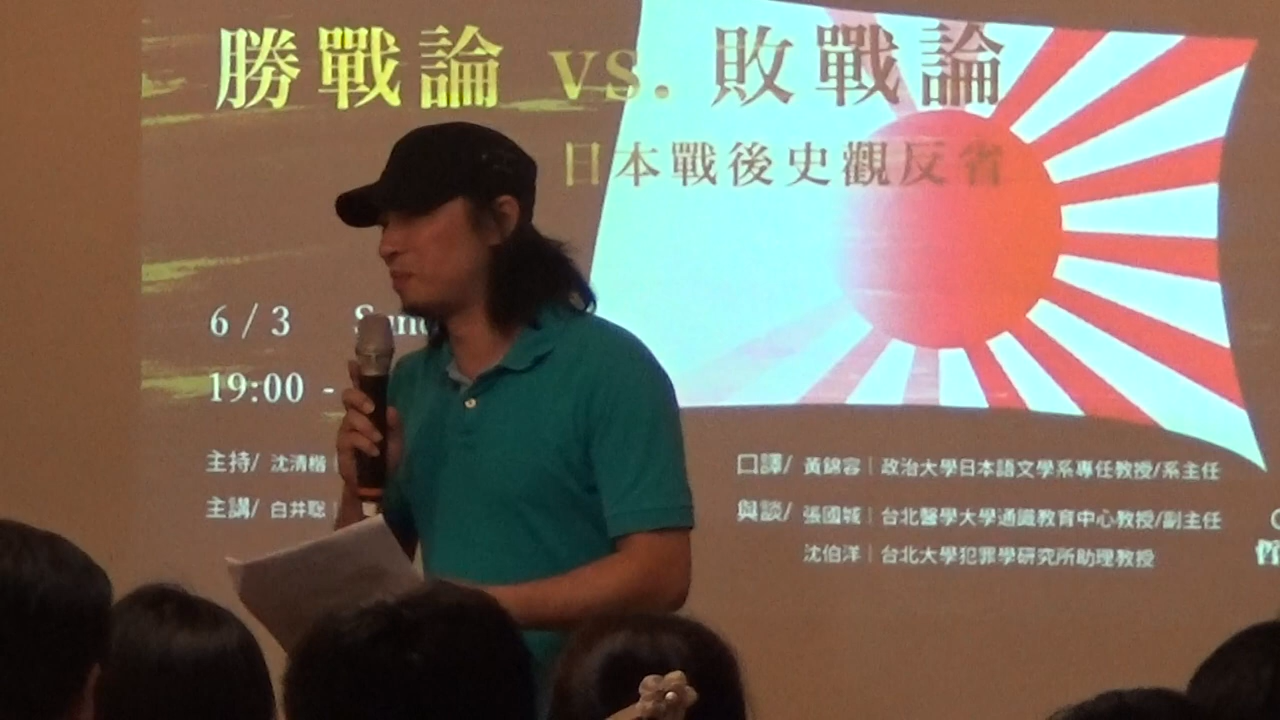 勝戰論 vs. 敗戰論
日本戰後史觀反省
6 / 3
19:00 -
主持/ 沈清楷
主講/ 白井聡
口譯/ 黃錦容｜政治大學日本語文學系專任教授/系主任
與談/ 張國城｜台北醫學大學通識教育中心教授/副主任
沈伯洋｜台北大學犯罪學研究所助理教授